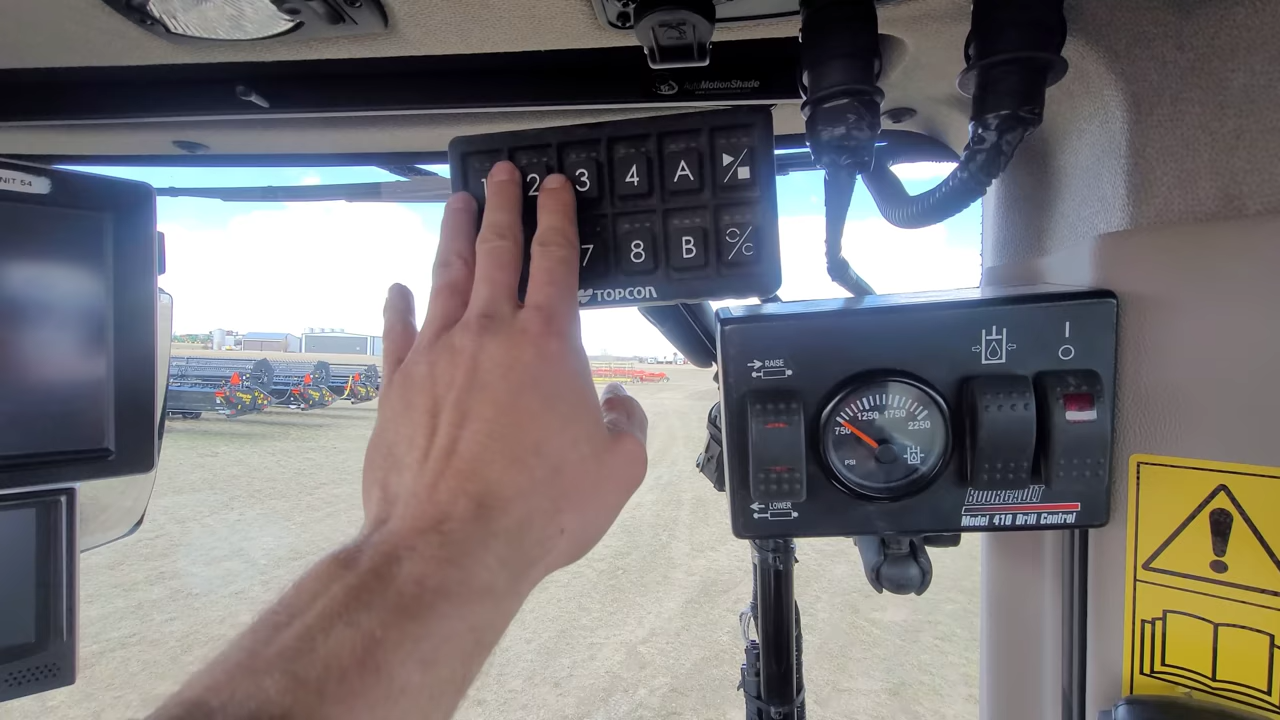 AutoMotionShade
NIT 54
1 2 3 4 A
7 8 B C
TOPCON
RAISE
750 1250 1750 2250
PSI
LOWER
BOURGAULT
Model 410 Drill Control